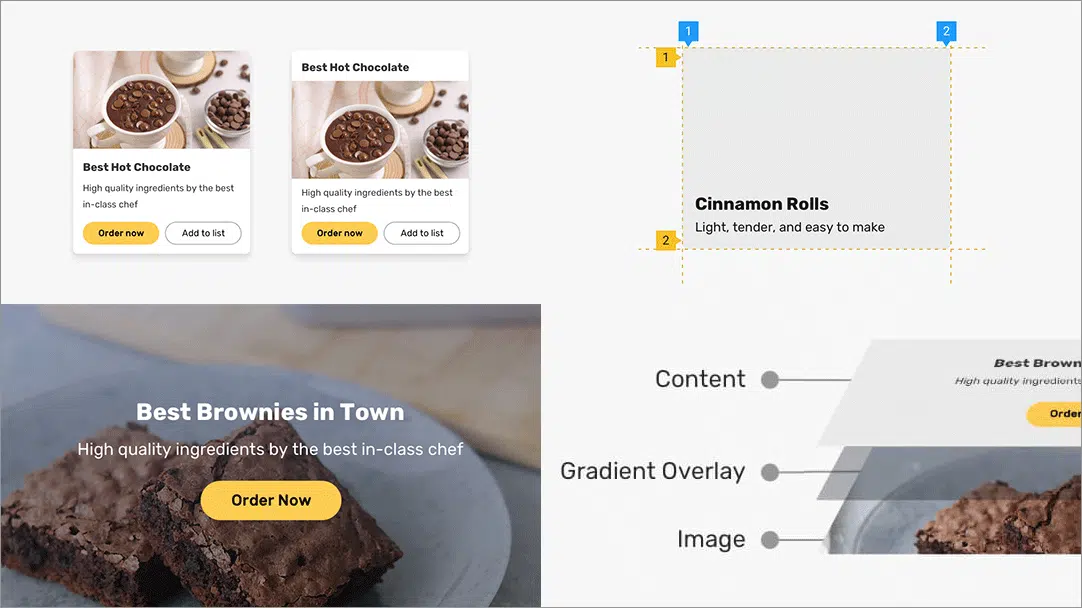 Best Hot Chocolate
High quality ingredients by the best
in-class chef
Order now
Add to list
Best Hot Chocolate
High quality ingredients by the best
in-class chef
Order now
Add to list
1
2
1
Cinnamon Rolls
Light, tender, and easy to make
2
Best Brownies in Town
High quality ingredients by the best in-class chef
Order Now
Content
Best Brown
High quality ingredients
Order
Gradient Overlay
Image